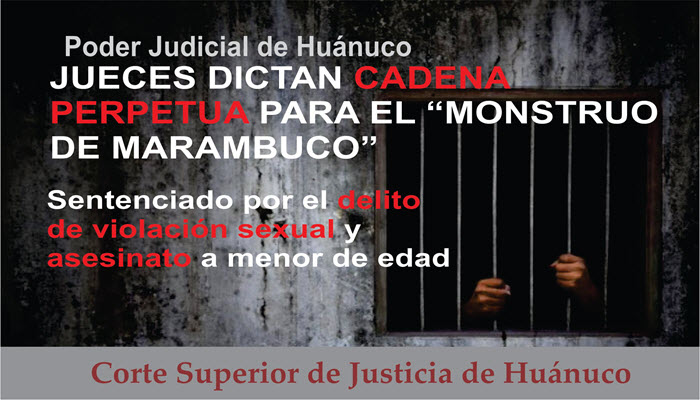 Poder Judicial de Huánuco
JUECES DICTAN CADENA
PERPETUA PARA EL “MONSTRUO
DE MARAMBUCO”
Sentenciado por el delito
de violación sexual y
asesinato a menor de edad
Corte Superior de Justicia de Huánuco